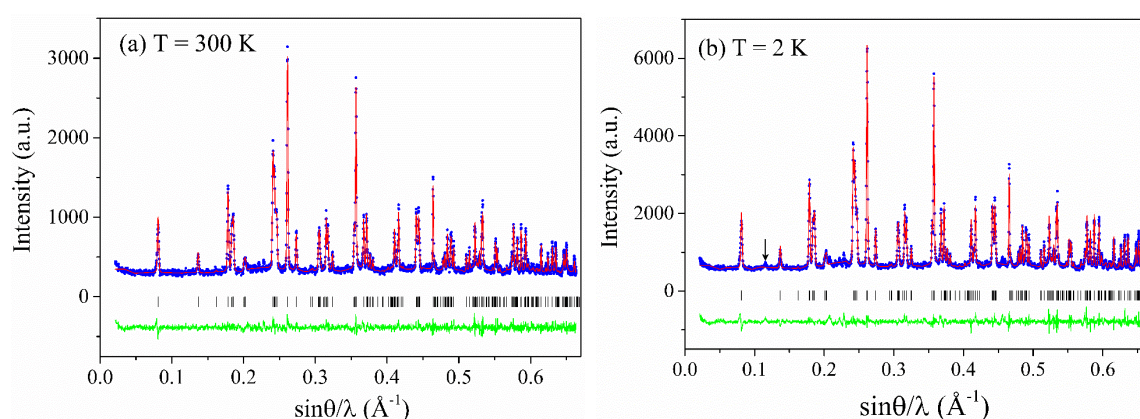 (a) T = 300 K
3000
2000
1000
0
Intensity (a.u.)
0.0 0.1 0.2 0.3 0.4 0.5 0.6
sinθ/λ (Å-1)
(b) T = 2 K
6000
4000
2000
0
Intensity (a.u.)
0.0 0.1 0.2 0.3 0.4 0.5 0.6
sinθ/λ (Å-1)